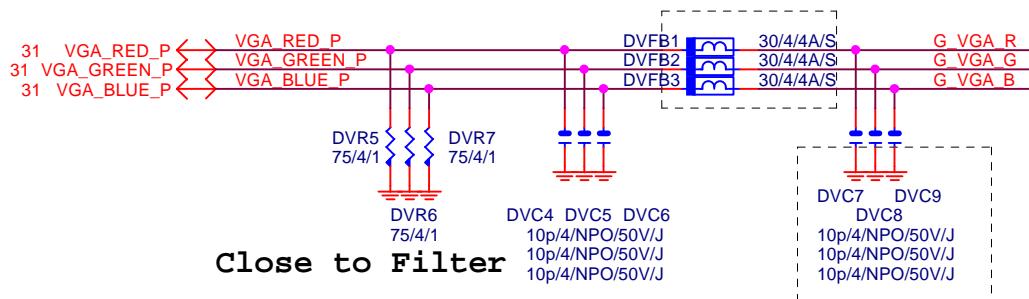 VGA_RED_P DVFB1 30/4/4A/S G_VGA_R
31 VGA_RED_P
VGA_GREEN_P DVFB2 30/4/4A/S G_VGA_G
31 VGA_GREEN_P
VGA_BLUE_P DVFB3 30/4/4A/S G_VGA_B
31 VGA_BLUE_P
DVR5 DVR7
75/4/1 75/4/1
DVR6
75/4/1
DVC4 DVC5 DVC6
10p/4/NPO/50V/J
10p/4/NPO/50V/J
10p/4/NPO/50V/J
DVC7 DVC9
DVC8
10p/4/NPO/50V/J
10p/4/NPO/50V/J
10p/4/NPO/50V/J
Close to Filter